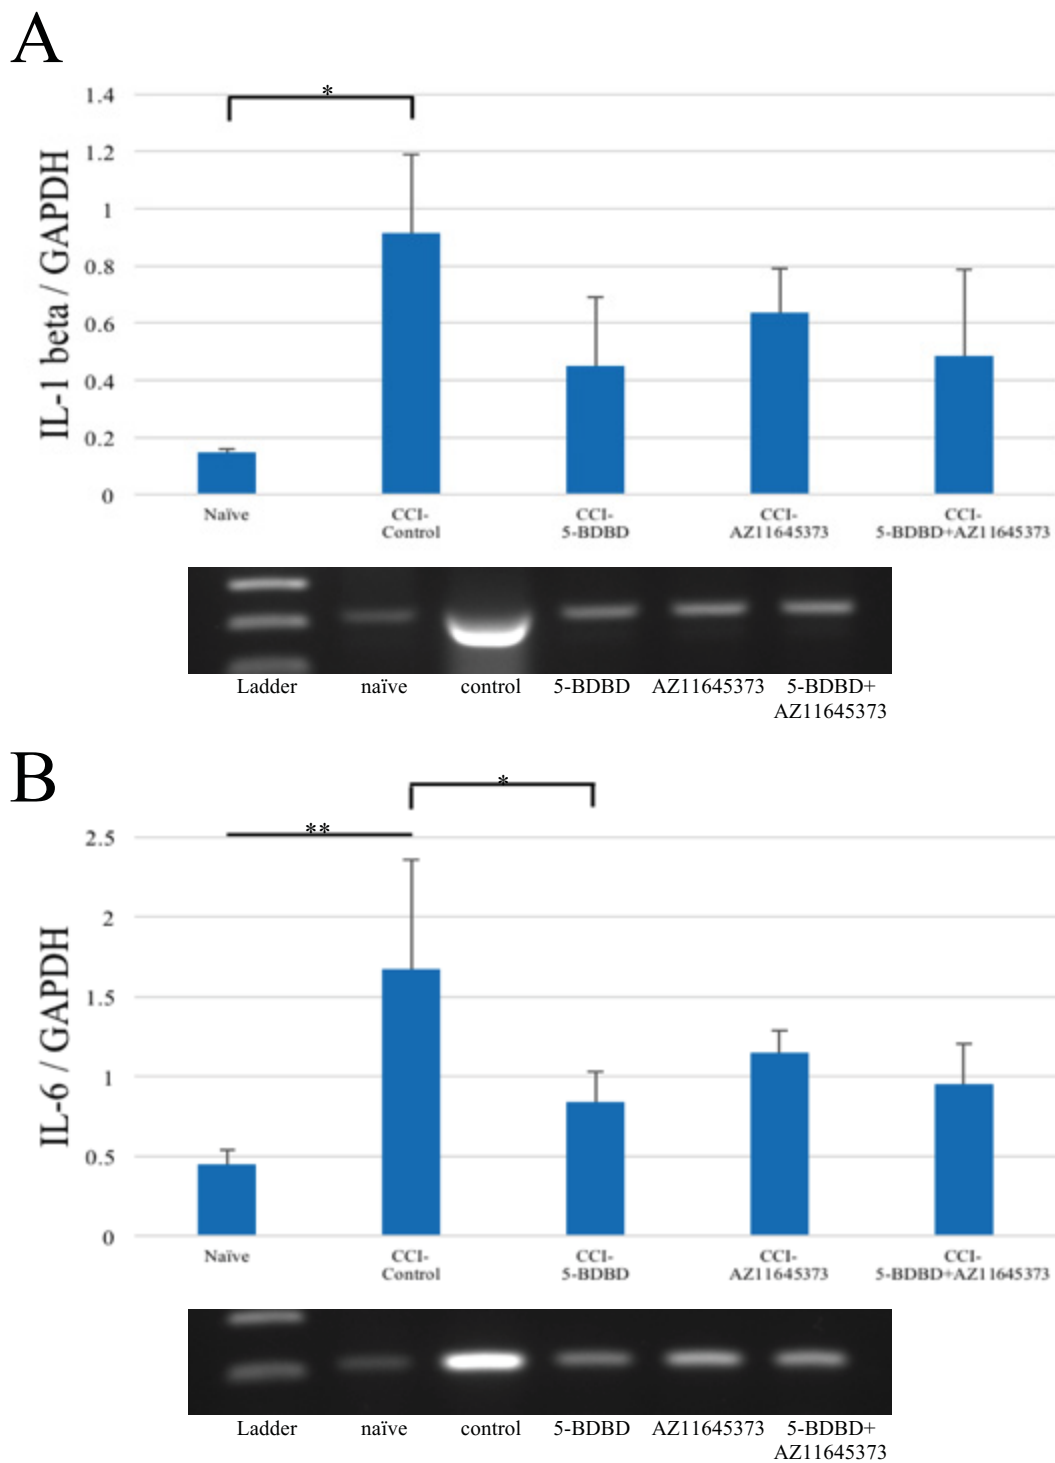 A
*
IL-1 beta / GAPDH
1.4
1.2
1
0.8
0.6
0.4
0.2
0
Naïve
CCI-
Control
CCI-
5-BDBD
CCI-
AZ11645373
CCI-
5-BDBD+AZ11645373
Ladder
naïve
control
5-BDBD
AZ11645373
5-BDBD+
AZ11645373
B
*
**
IL-6 / GAPDH
2.5
2
1.5
1
0.5
0
Naïve
CCI-
Control
CCI-
5-BDBD
CCI-
AZ11645373
CCI-
5-BDBD+AZ11645373
Ladder
naïve
control
5-BDBD
AZ11645373
5-BDBD+
AZ11645373